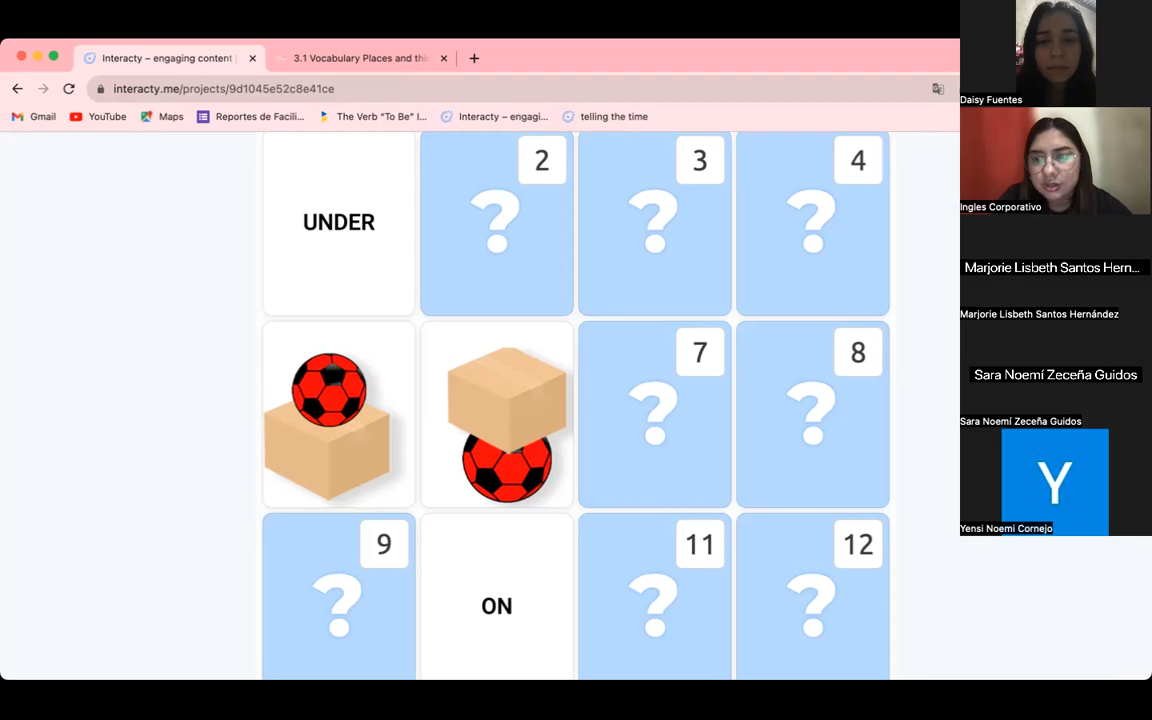 Interacty – engaging content
3.1 Vocabulary Places and thi
interacty.me/projects/9d1045e52c8e41ce
Gmail
YouTube
Maps
Reportes de Facili...
The Verb "To Be" I...
Interacty – engagi...
telling the time
UNDER
2
3
4
7
8
9
ON
11
12
?
?
?
?
?
?
?
?
Daisy Fuentes
Ingles Corporativo
Marjorie Lisbeth Santos Hern...
Marjorie Lisbeth Santos Hernández
Sara Noemí Zeceña Guidos
Sara Noemí Zeceña Guidos
Y
Yensi Noemi Cornejo